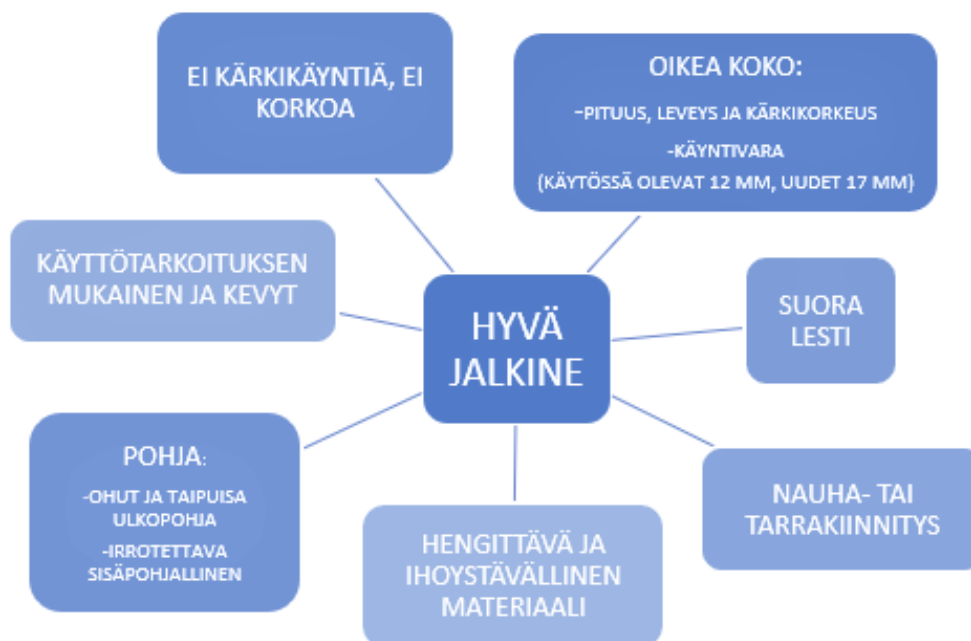 EI KÄRKIKÄYNTIÄ, EI
KORKOA
OIKEA KOKO:
-PITUUS, LEVEYS JA KÄRKIKORKEUS
-KÄYNTIVARA
(KÄYTÖSSÄ OLEVAT 12 MM, UUDET 17 MM)
KÄYTTÖTARKOITUKSEN
MUKAINEN JA KEVYT
HYVÄ
JALKINE
SUORA
LESTI
POHJA:
-OHUT JA TAIPUISA
ULKOPOHJA
-IRROTETTAVA
SISÄPOHJALLINEN
HENGITTÄVÄ JA
IHOYSTÄVÄLLINEN
MATERIAALI
NAUHA- TAI
TARRAKIINNITYS